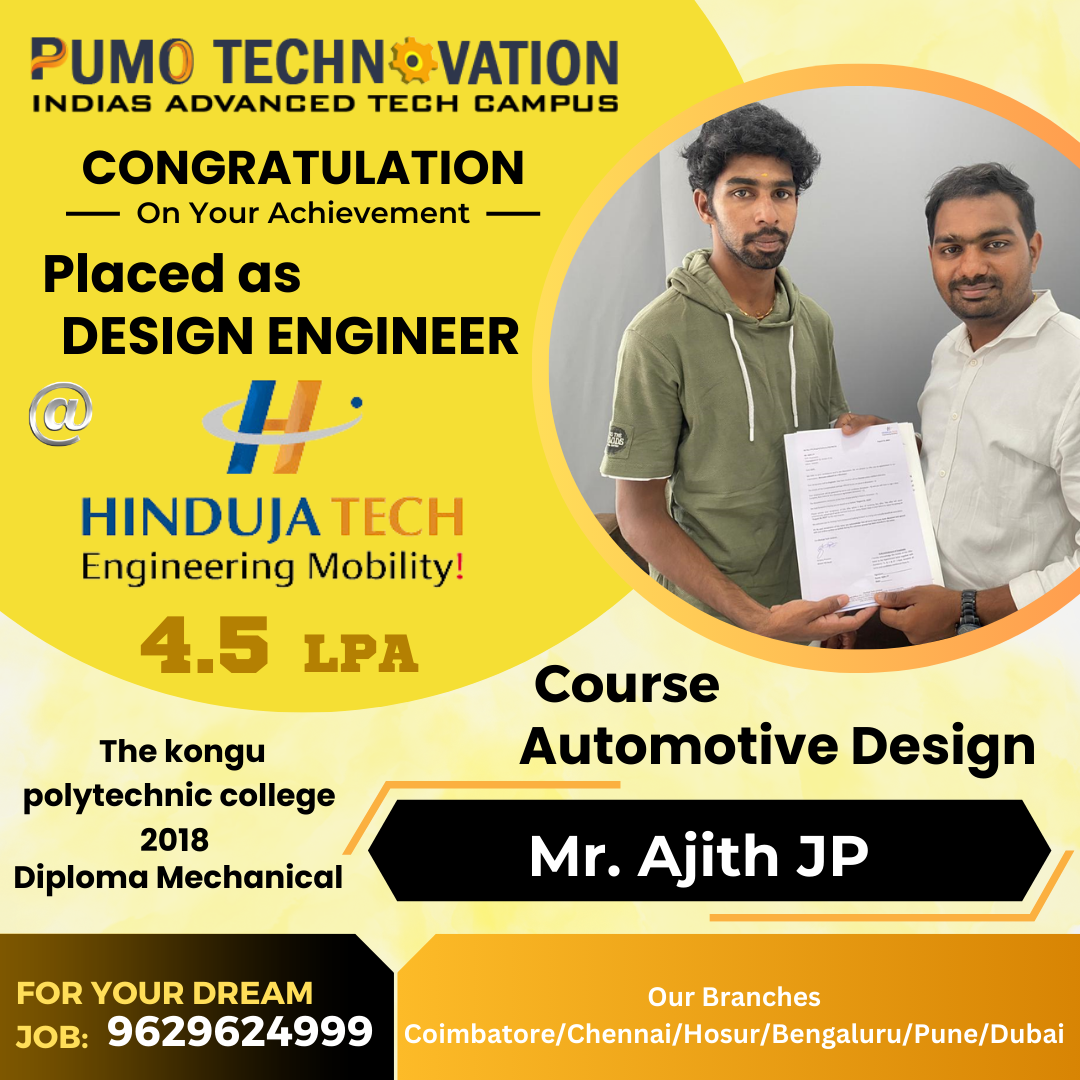 PUMO TECHNOVATION
INDIAS ADVANCED TECH CAMPUS
CONGRATULATION
On Your Achievement
Placed as
DESIGN ENGINEER
@
H
HINDUJA TECH
Engineering Mobility!
4.5 LPA
Course
Automotive Design
The kongu
polytechnic college
2018
Diploma Mechanical
Mr. Ajith JP
FOR YOUR DREAM
JOB: 9629624999
Our Branches
Coimbatore/Chennai/Hosur/Bengaluru/Pune/Dubai